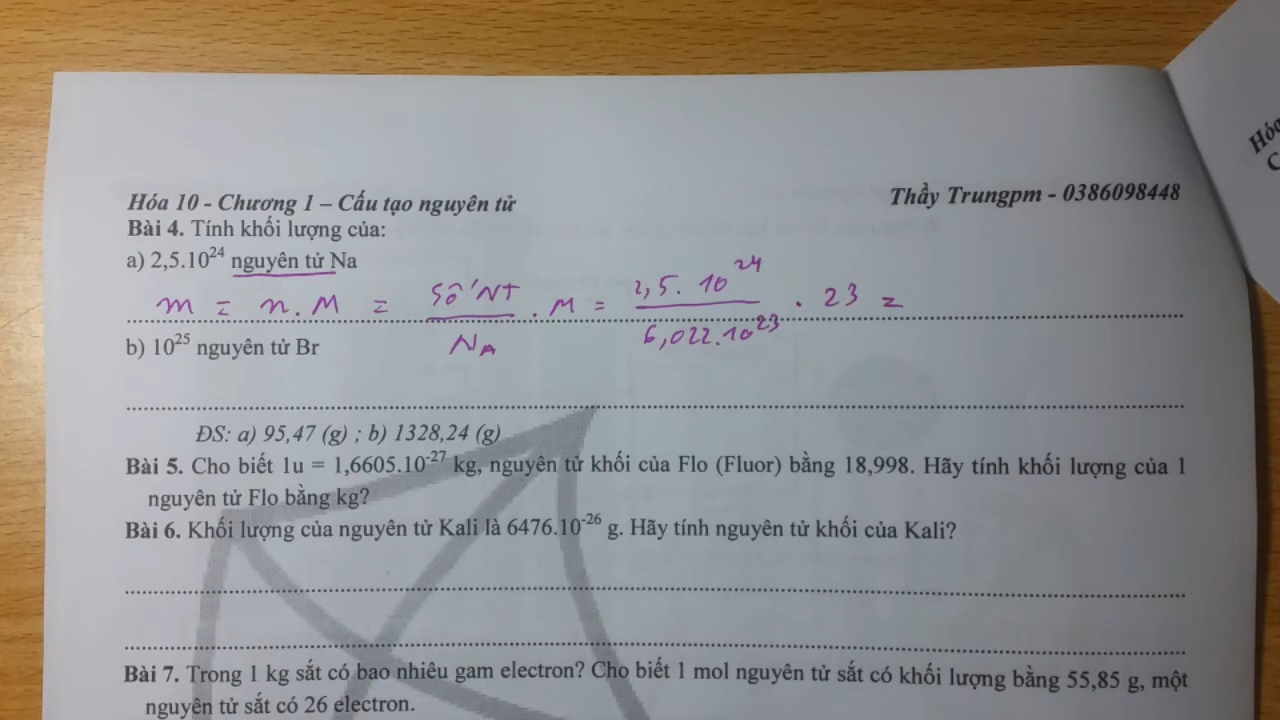 Hóa 10 - Chương 1 – Cấu tạo nguyên tử
Thầy Trungpm - 0386098448
Bài 4. Tính khối lượng của:
a) 2,5.10²⁴ nguyên tử Na
m = n.M = Số NT / NA . M = 2,5.10²⁴ / 6,022.10²³ . 23 =
b) 10²⁵ nguyên tử Br
ĐS: a) 95,47 (g) ; b) 1328,24 (g)
Bài 5. Cho biết 1u = 1,6605.10⁻²⁷ kg, nguyên tử khối của Flo (Fluor) bằng 18,998. Hãy tính khối lượng của 1
nguyên tử Flo bằng kg?
Bài 6. Khối lượng của nguyên tử Kali là 6476.10⁻²⁶ g. Hãy tính nguyên tử khối của Kali?
Bài 7. Trong 1 kg sắt có bao nhiêu gam electron? Cho biết 1 mol nguyên tử sắt có khối lượng bằng 55,85 g, một
nguyên tử sắt có 26 electron.
Hóa